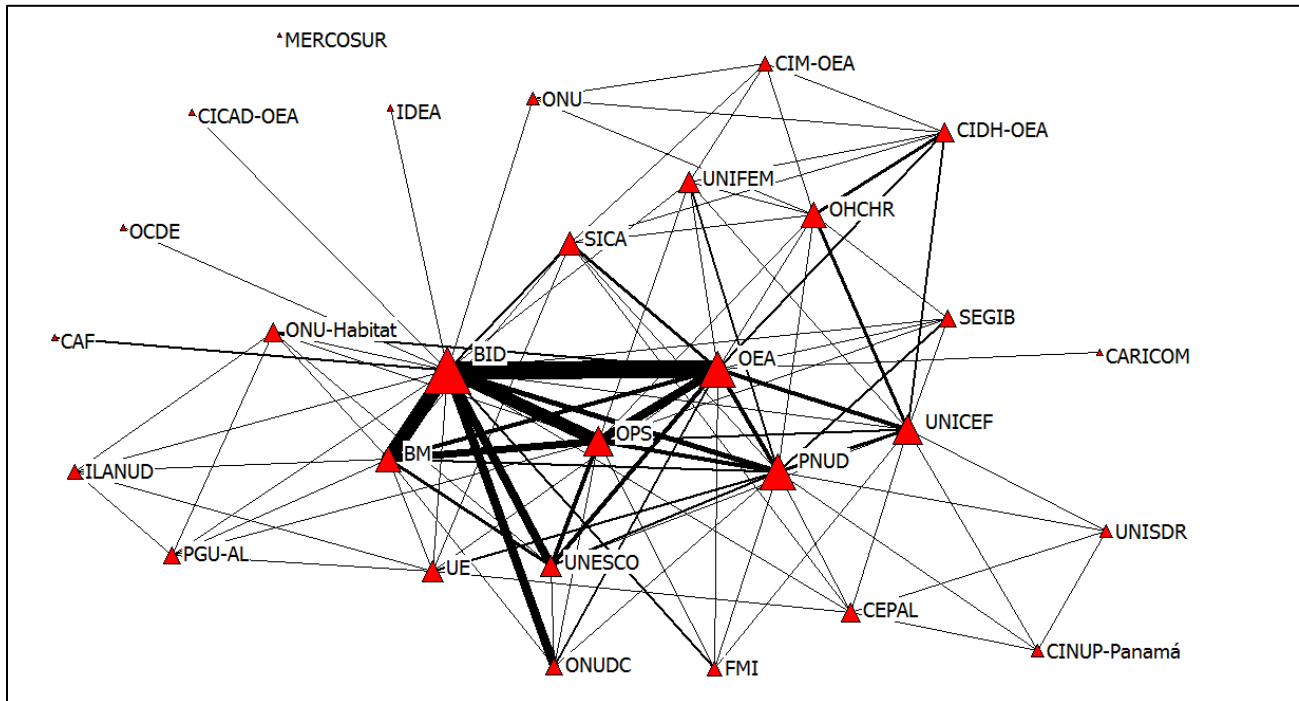 MERCOSUR
CIM-OEA
ONU
IDEA
CICAD-OEA
CIDH-OEA
UNIFEM
OHCHR
OCDE
SICA
SEGIB
ONU-Habitat
CAF
BID
OEA
CARICOM
UNICEF
OPS
BM
PNUD
ILANUD
UNISDR
PGU-AL
UE
UNESCO
CEPAL
CINUP-Panamá
ONUDC
FMI